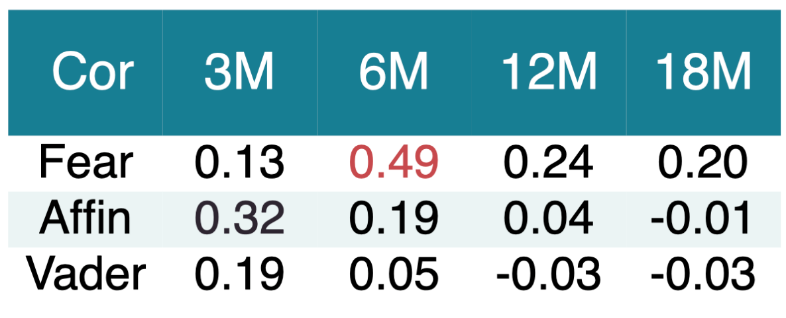 Cor 3M 6M 12M 18M
Fear 0.13 0.49 0.24 0.20
Affin 0.32 0.19 0.04 -0.01
Vader 0.19 0.05 -0.03 -0.03